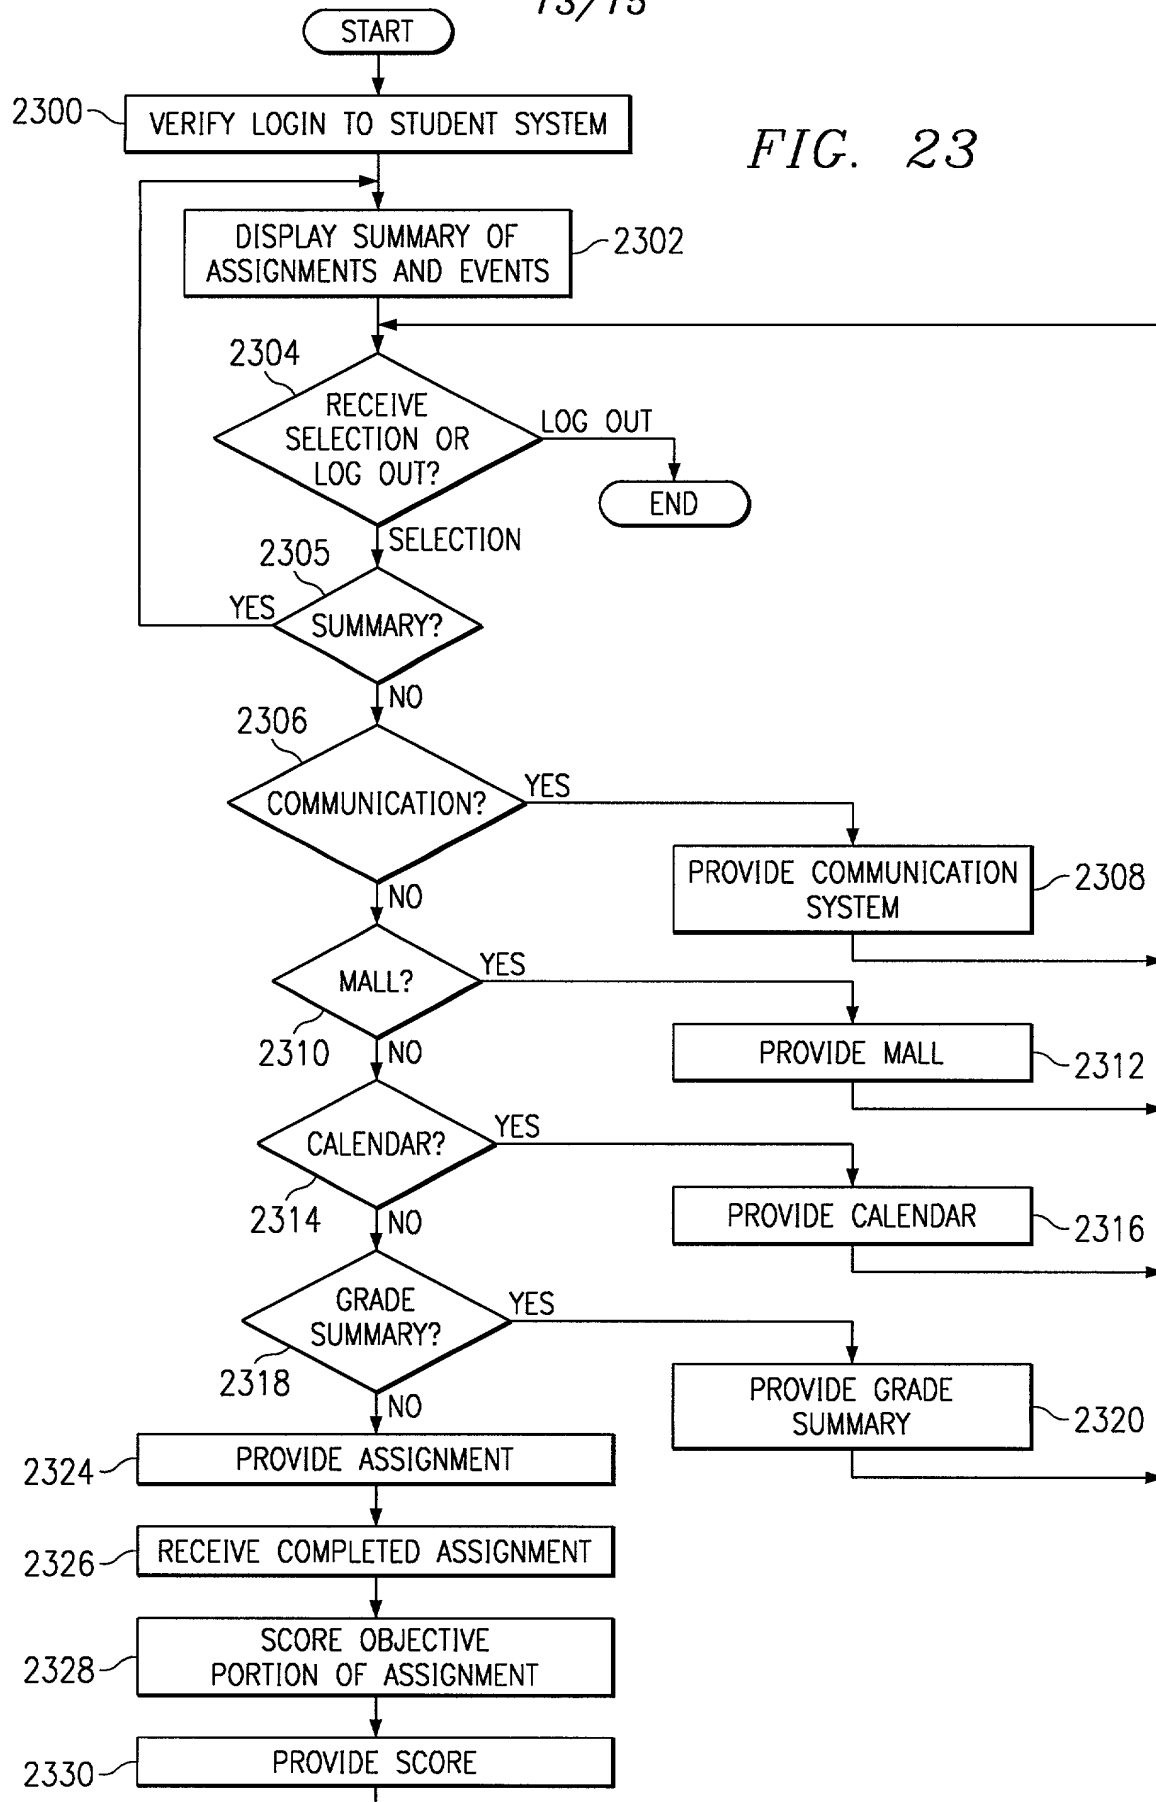 13/15
START
2300
VERIFY LOGIN TO STUDENT SYSTEM
FIG. 23
DISPLAY SUMMARY OF
ASSIGNMENTS AND EVENTS
2302
2304
RECEIVE
SELECTION OR
LOG OUT?
LOG OUT
END
SELECTION
2305
YES
SUMMARY?
NO
2306
COMMUNICATION?
YES
PROVIDE COMMUNICATION
SYSTEM
2308
NO
MALL?
YES
2310
NO
PROVIDE MALL
2312
CALENDAR?
YES
2314
NO
PROVIDE CALENDAR
2316
GRADE
SUMMARY?
YES
2318
NO
PROVIDE GRADE
SUMMARY
2320
PROVIDE ASSIGNMENT
2324
RECEIVE COMPLETED ASSIGNMENT
2326
SCORE OBJECTIVE
PORTION OF ASSIGNMENT
2328
PROVIDE SCORE
2330